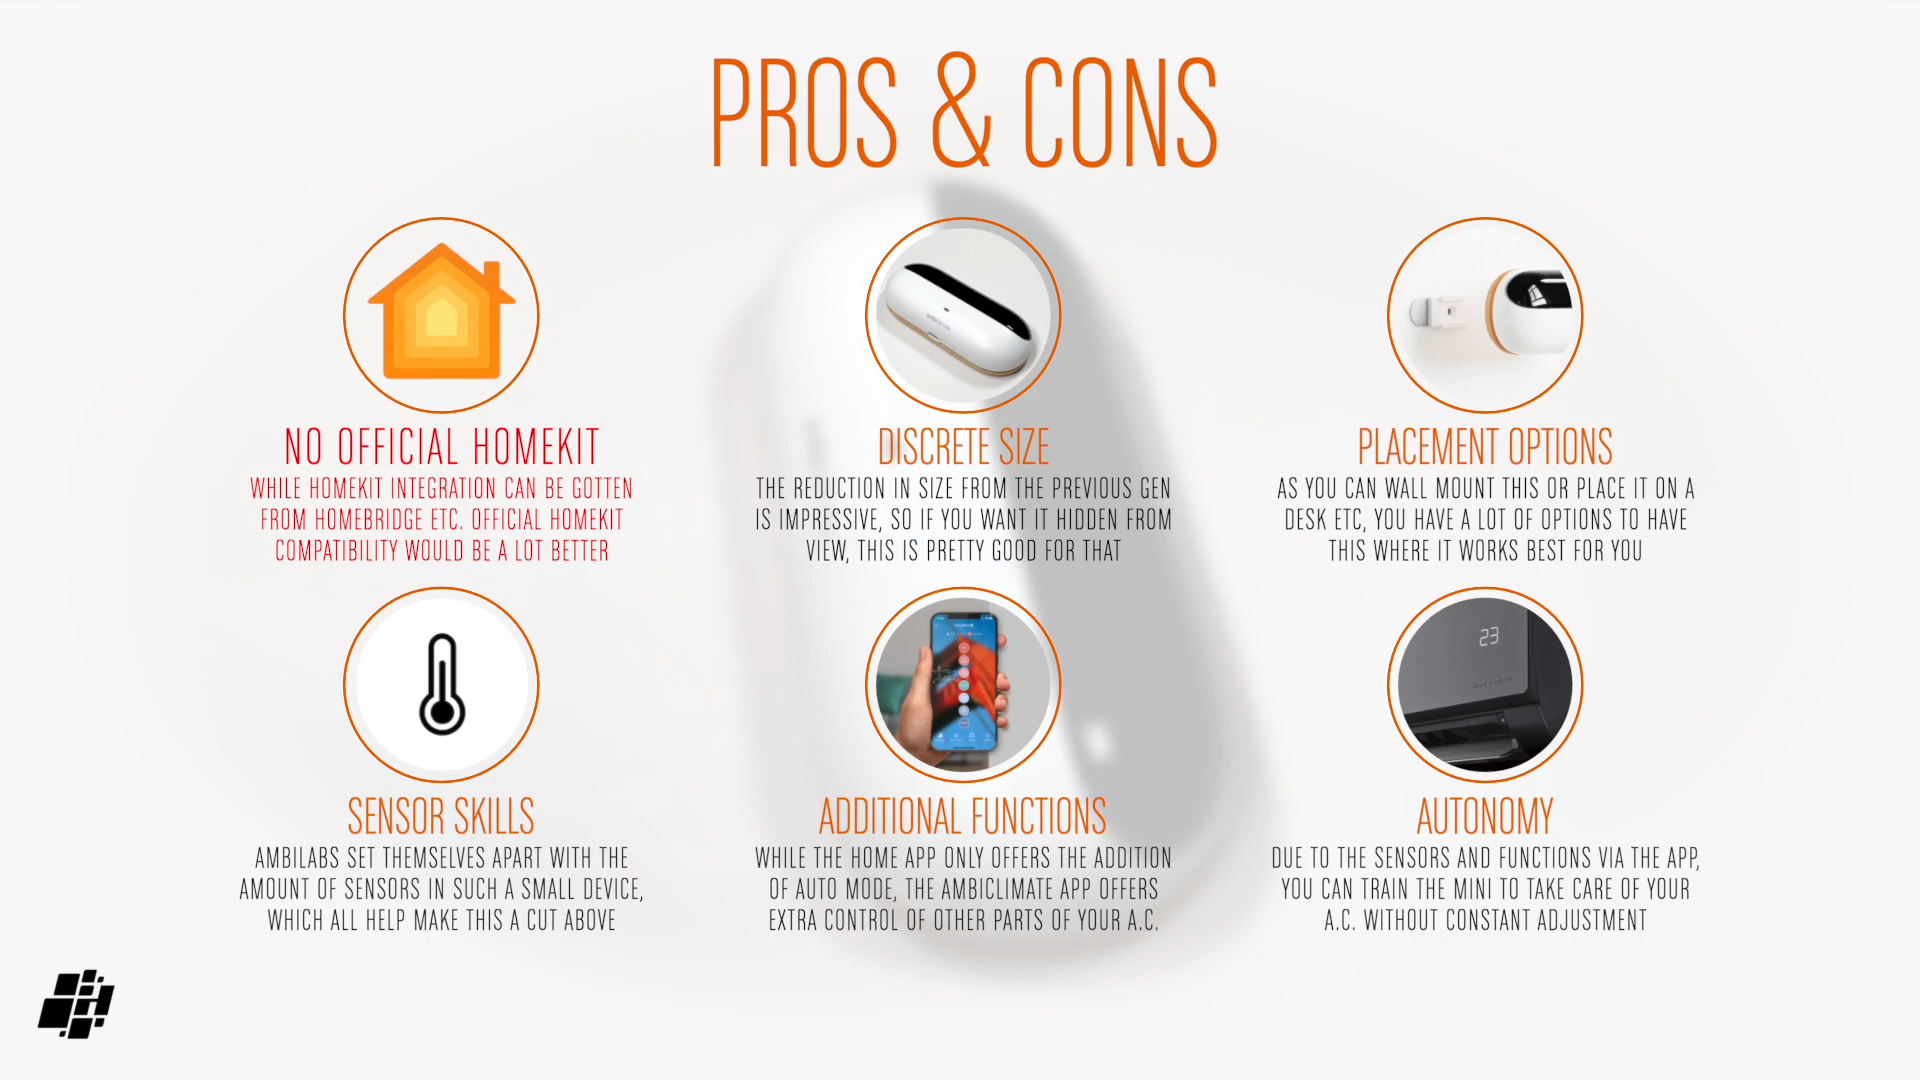 PROS & CONS
NO OFFICIAL HOMEKIT
WHILE HOMEKIT INTEGRATION CAN BE GOTTEN
FROM HOMEBRIDGE ETC. OFFICIAL HOMEKIT
COMPATIBILITY WOULD BE A LOT BETTER
DISCRETE SIZE
THE REDUCTION IN SIZE FROM THE PREVIOUS GEN
IS IMPRESSIVE, SO IF YOU WANT IT HIDDEN FROM
VIEW, THIS IS PRETTY GOOD FOR THAT
PLACEMENT OPTIONS
AS YOU CAN WALL MOUNT THIS OR PLACE IT ON A
DESK ETC, YOU HAVE A LOT OF OPTIONS TO HAVE
THIS WHERE IT WORKS BEST FOR YOU
SENSOR SKILLS
AMBILABS SET THEMSELVES APART WITH THE
AMOUNT OF SENSORS IN SUCH A SMALL DEVICE,
WHICH ALL HELP MAKE THIS A CUT ABOVE
ADDITIONAL FUNCTIONS
WHILE THE HOME APP ONLY OFFERS THE ADDITION
OF AUTO MODE, THE AMBICLIMATE APP OFFERS
EXTRA CONTROL OF OTHER PARTS OF YOUR A.C.
23
AUTONOMY
DUE TO THE SENSORS AND FUNCTIONS VIA THE APP,
YOU CAN TRAIN THE MINI TO TAKE CARE OF YOUR
A.C. WITHOUT CONSTANT ADJUSTMENT